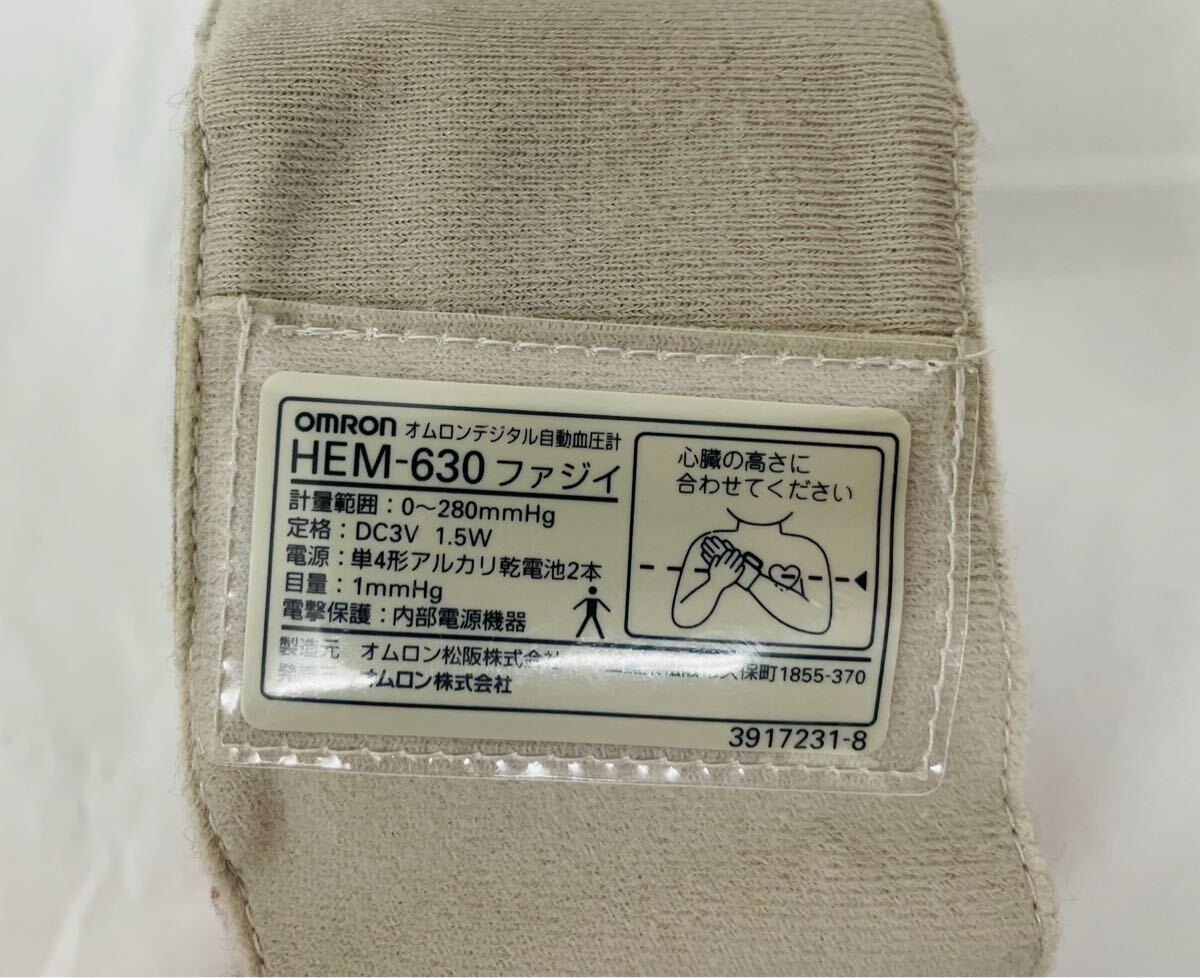 OMRON オムロンデジタル自動血圧計
HEM-630 ファジイ
計量範囲：0～280mmHg
定格：DC3V 1.5W
電源：単4形アルカリ乾電池2本
目量：1mmHg
電撃保護：内部電源機器
心臓の高さに
合わせてください
製造元 オムロン松阪株式会社 久保町1855-370
オムロン株式会社
3917231-8